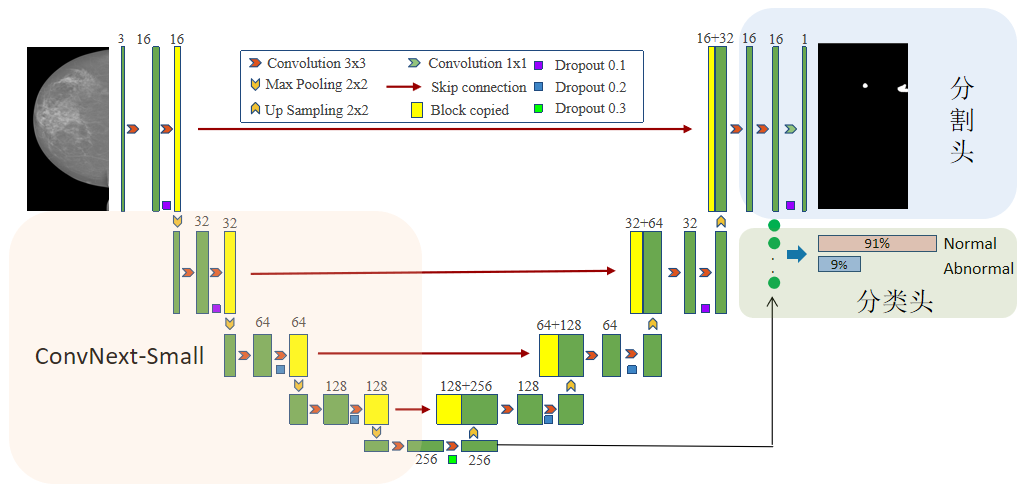 3 16 16
16+32 16 16 1
Convolution 3x3
Convolution 1x1
Dropout 0.1
Max Pooling 2x2
Skip connection
Dropout 0.2
Up Sampling 2x2
Block copied
Dropout 0.3
分割头
32 32
32+64 32
91% Normal
9% Abnormal
分类头
64 64
64+128 64
ConvNext-Small
128 128
128+256 128
256 256